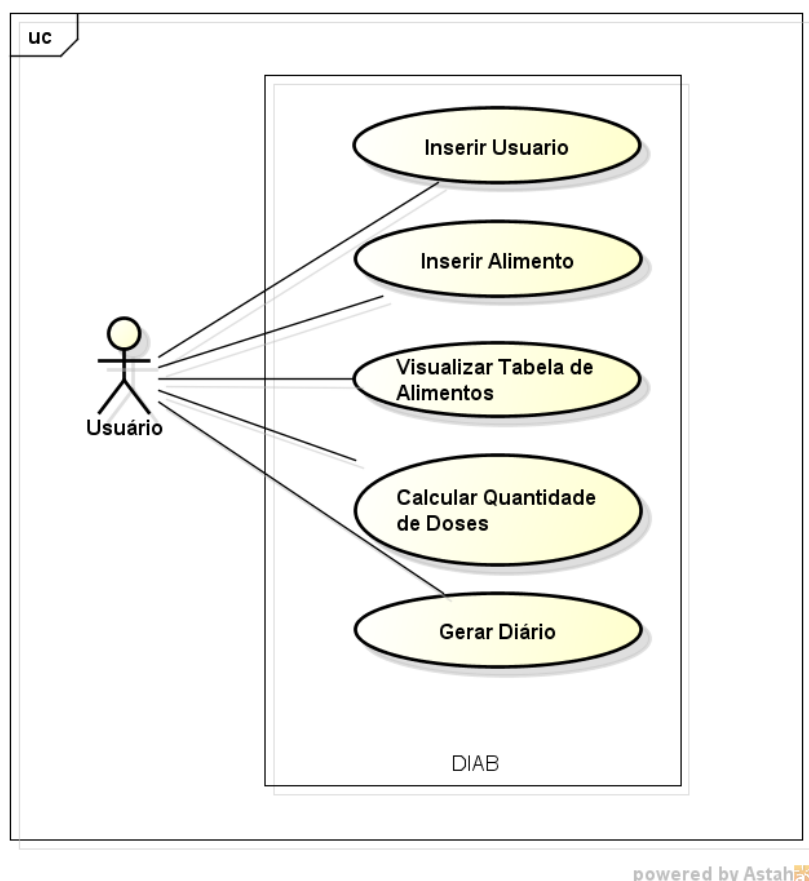 uc
Inserir Usuario
Inserir Alimento
Visualizar Tabela de
Alimentos
Usuário
Calcular Quantidade
de Doses
Gerar Diário
DIAB
powered by Astah